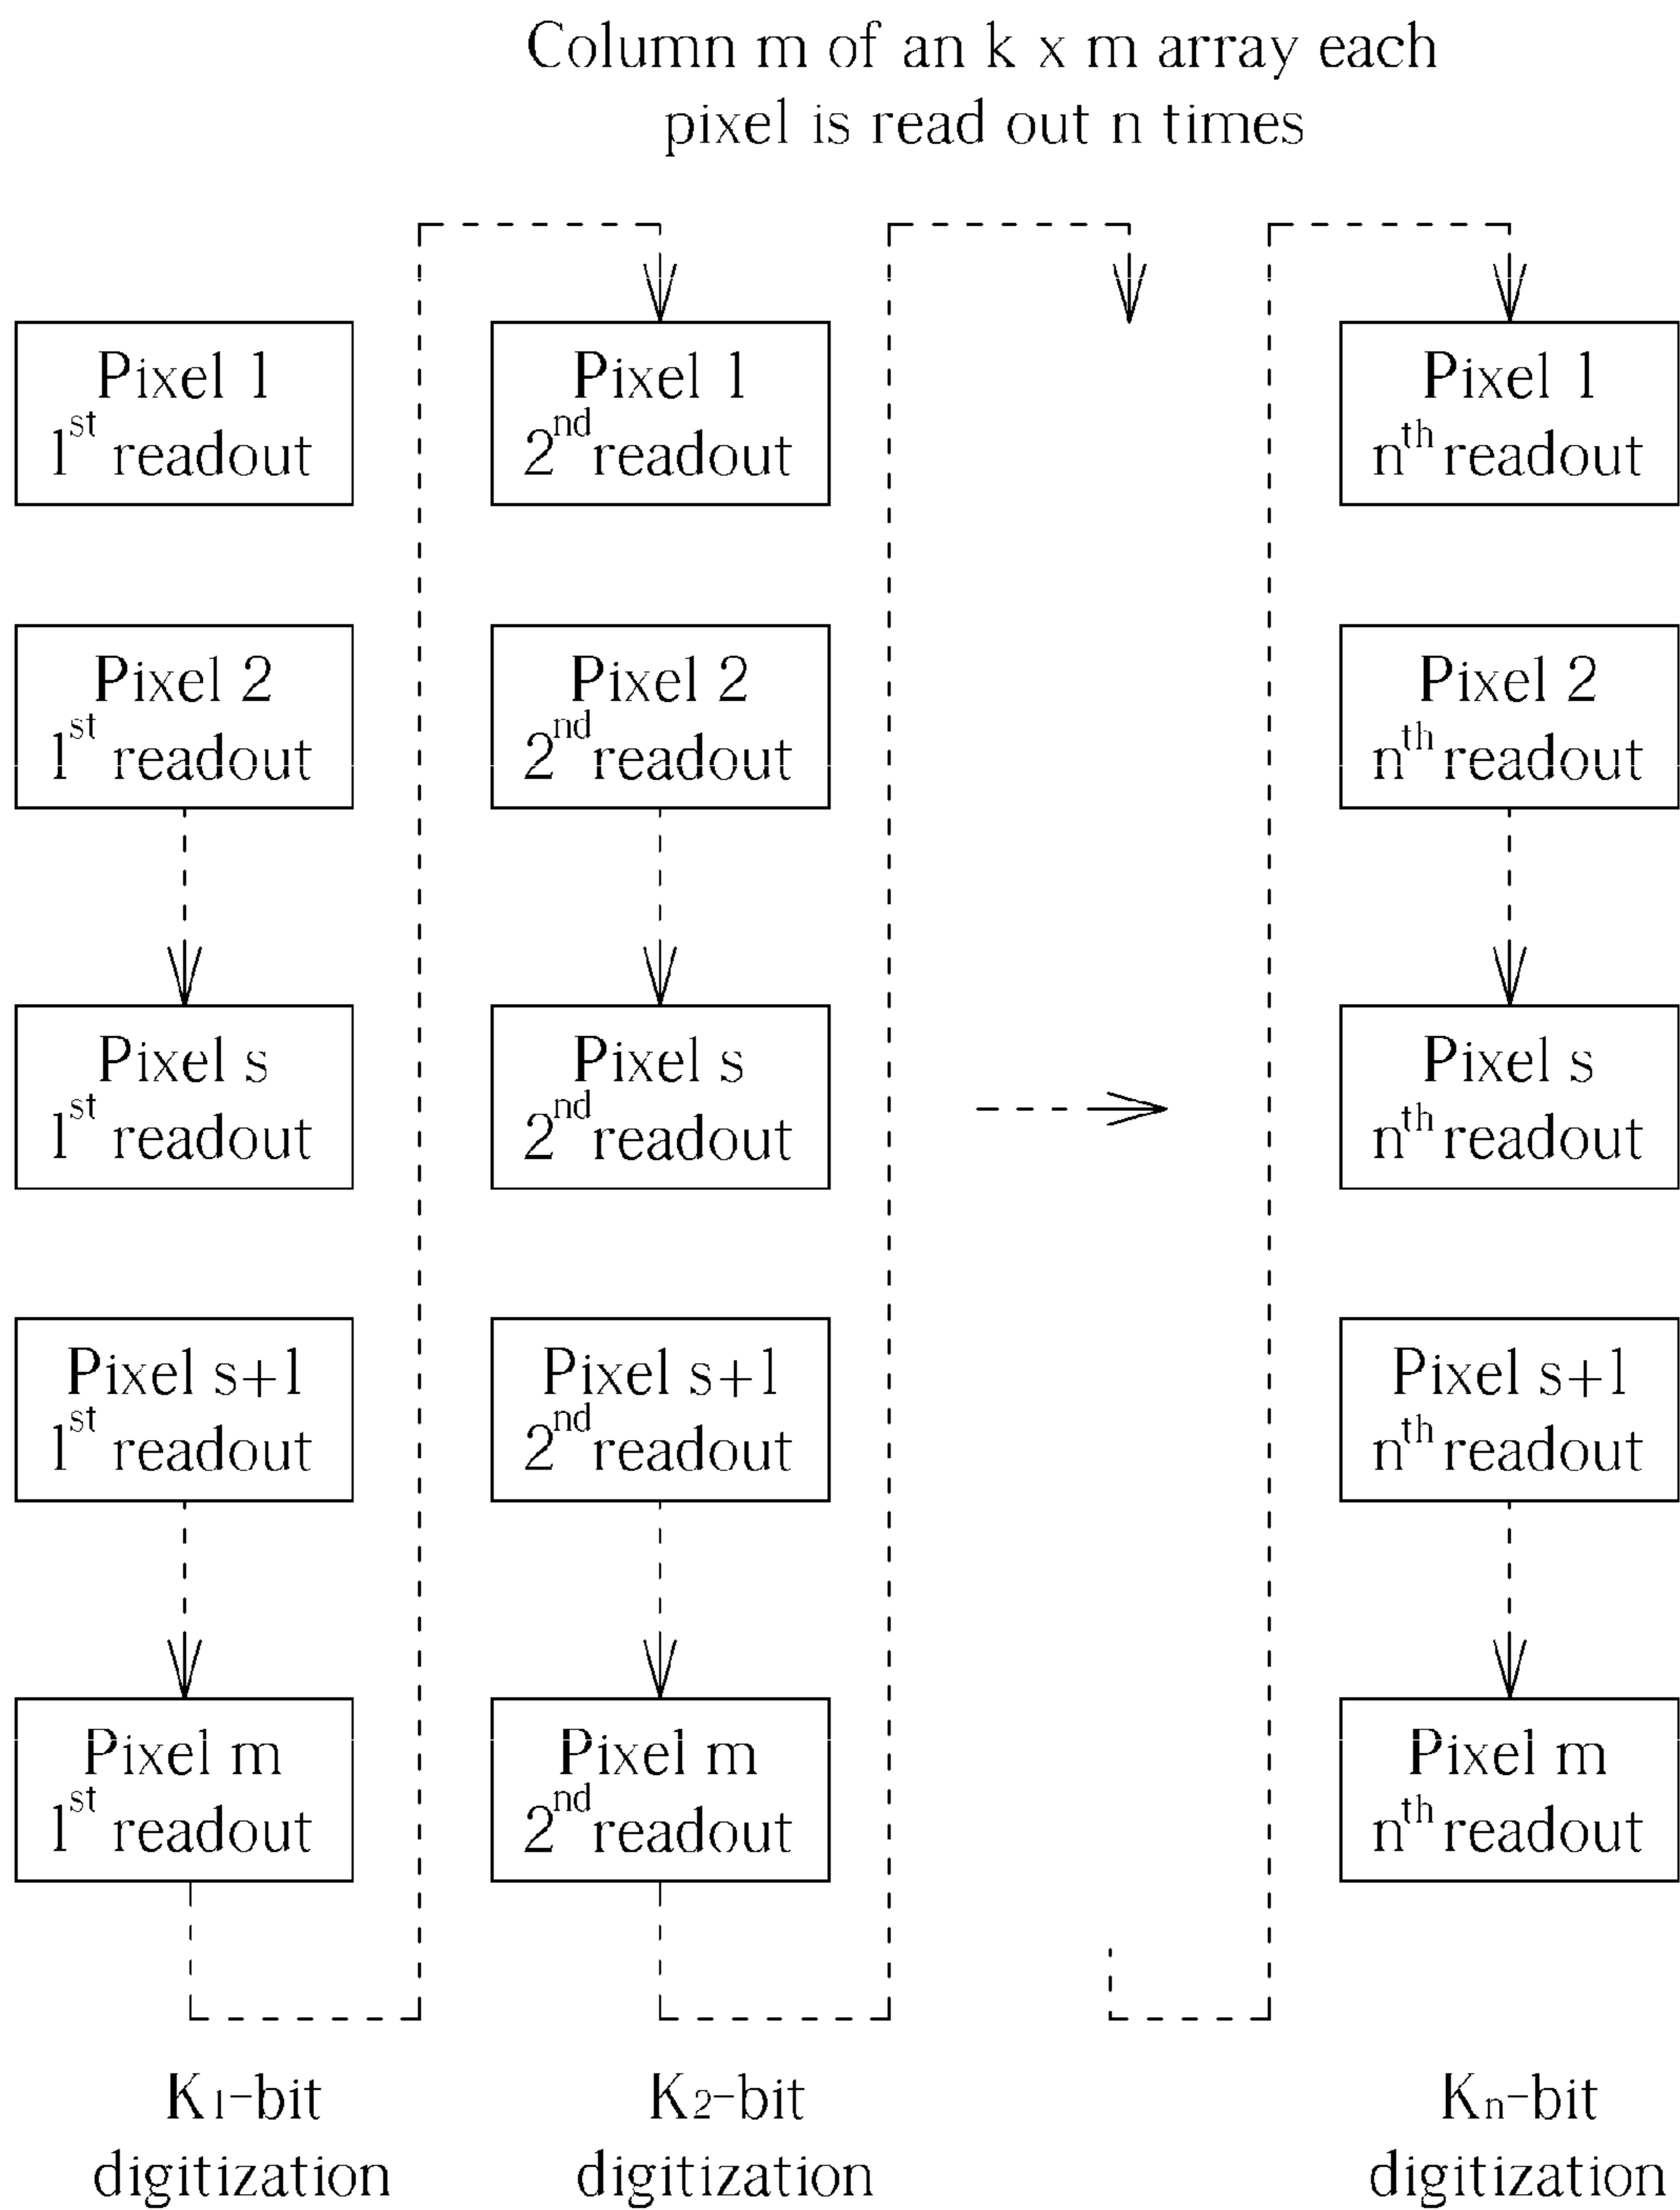 Column m of an k x m array each
pixel is read out n times
Pixel 1
1st readout
Pixel 1
2nd readout
Pixel 1
nth readout
Pixel 2
1st readout
Pixel 2
2nd readout
Pixel 2
nth readout
Pixel s
1st readout
Pixel s
2nd readout
Pixel s
nth readout
Pixel s+1
1st readout
Pixel s+1
2nd readout
Pixel s+1
nth readout
Pixel m
1st readout
Pixel m
2nd readout
Pixel m
nth readout
K1-bit
digitization
K2-bit
digitization
Kn-bit
digitization